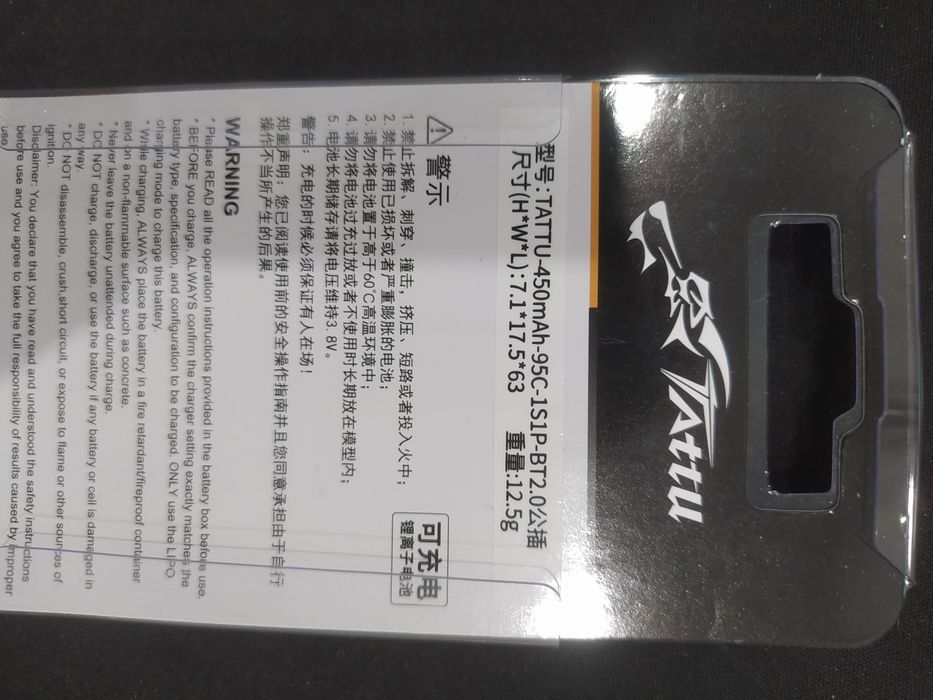 TATTU
型号:TATTU-450mAh-95C-1S1P-BT2.0公插
尺寸(H*W*L):7.1*17.5*63 重量:12.5g
警示
可充电
锂离子电池
1. 禁止拆解、刺穿、撞击、挤压、短路或者投入火中；
2. 禁止使用已损坏或者严重膨胀的电池；
3. 请勿将电池置于高于60℃高温环境中；
4. 请勿将电池过充过放或者不使用时长期放在模型内；
5 电池长期储存请将电压维持3.8V。
警告：充电的时候必须保证有人在场！
郑重声明：您已阅读使用前的安全操作指南并且您同意承担由于自行
操作不当所产生的后果。
WARNING
* Please READ all the operation instructions provided in the battery box before use.
* BEFORE you charge, ALWAYS confirm the charger setting exactly matches the
battery type, specification, and configuration to be charged. ONLY use the LIPO
charging mode to charge this battery.
* While charging, ALWAYS place the battery in a fire retardant/fireproof container
and on a non-flammable surface such as concrete.
* Never leave the battery unattended during charge.
* DO NOT charge, discharge, or use the battery if any battery or cell is damaged in
any way.
* DO NOT disassemble, crush,short circuit, or expose to flame or other sources of
ignition.
Disclaimer: You declare that you have read and understood the safety instructions
before use and you agree to take the full responsibility of results caused by improper
use